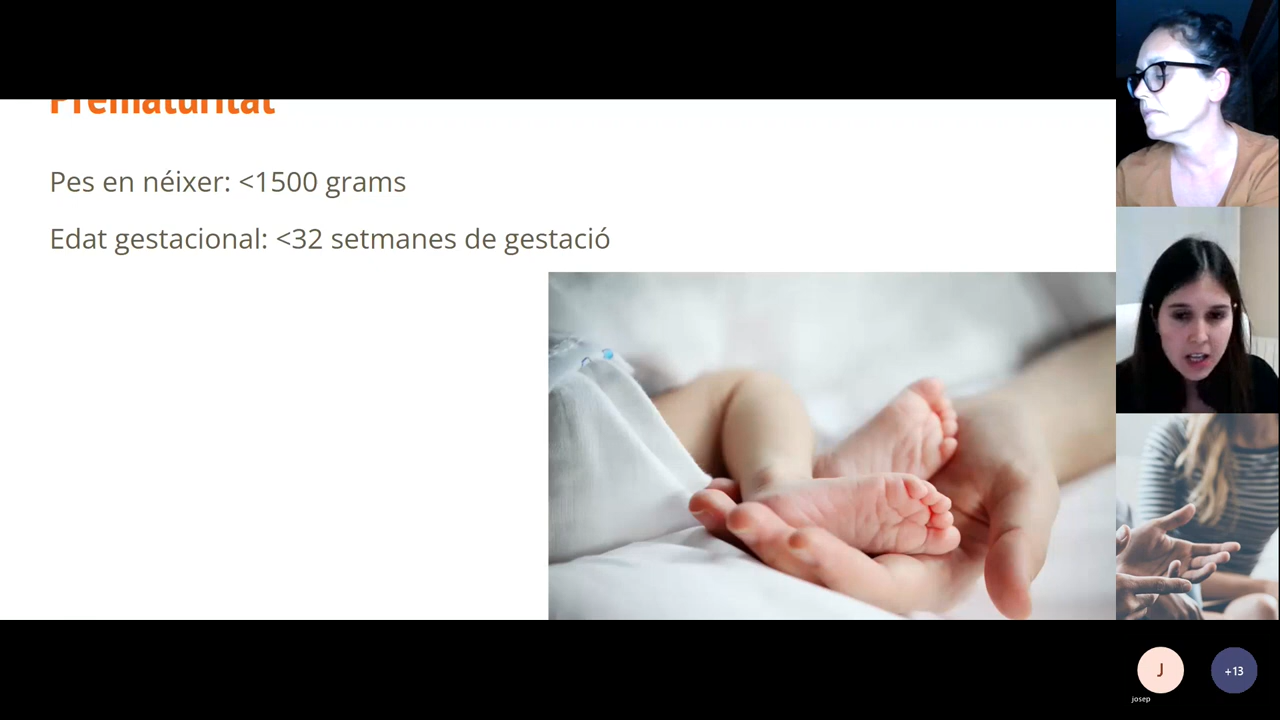 Prematuritat
Pes en néixer: <1500 grams
Edat gestacional: <32 setmanes de gestació
J
+13
josep